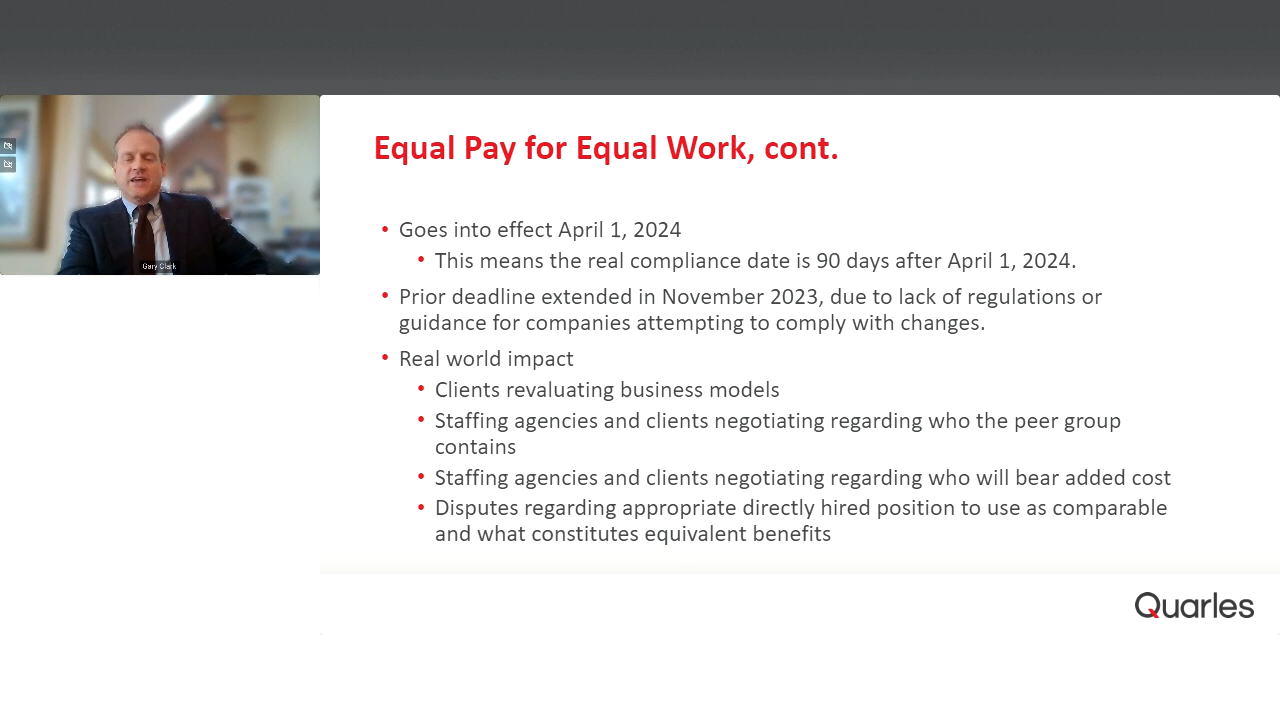 Gary Clark
Equal Pay for Equal Work, cont.
• Goes into effect April 1, 2024
• This means the real compliance date is 90 days after April 1, 2024.
• Prior deadline extended in November 2023, due to lack of regulations or
guidance for companies attempting to comply with changes.
• Real world impact
• Clients revaluating business models
• Staffing agencies and clients negotiating regarding who the peer group
contains
• Staffing agencies and clients negotiating regarding who will bear added cost
• Disputes regarding appropriate directly hired position to use as comparable
and what constitutes equivalent benefits
Quarles